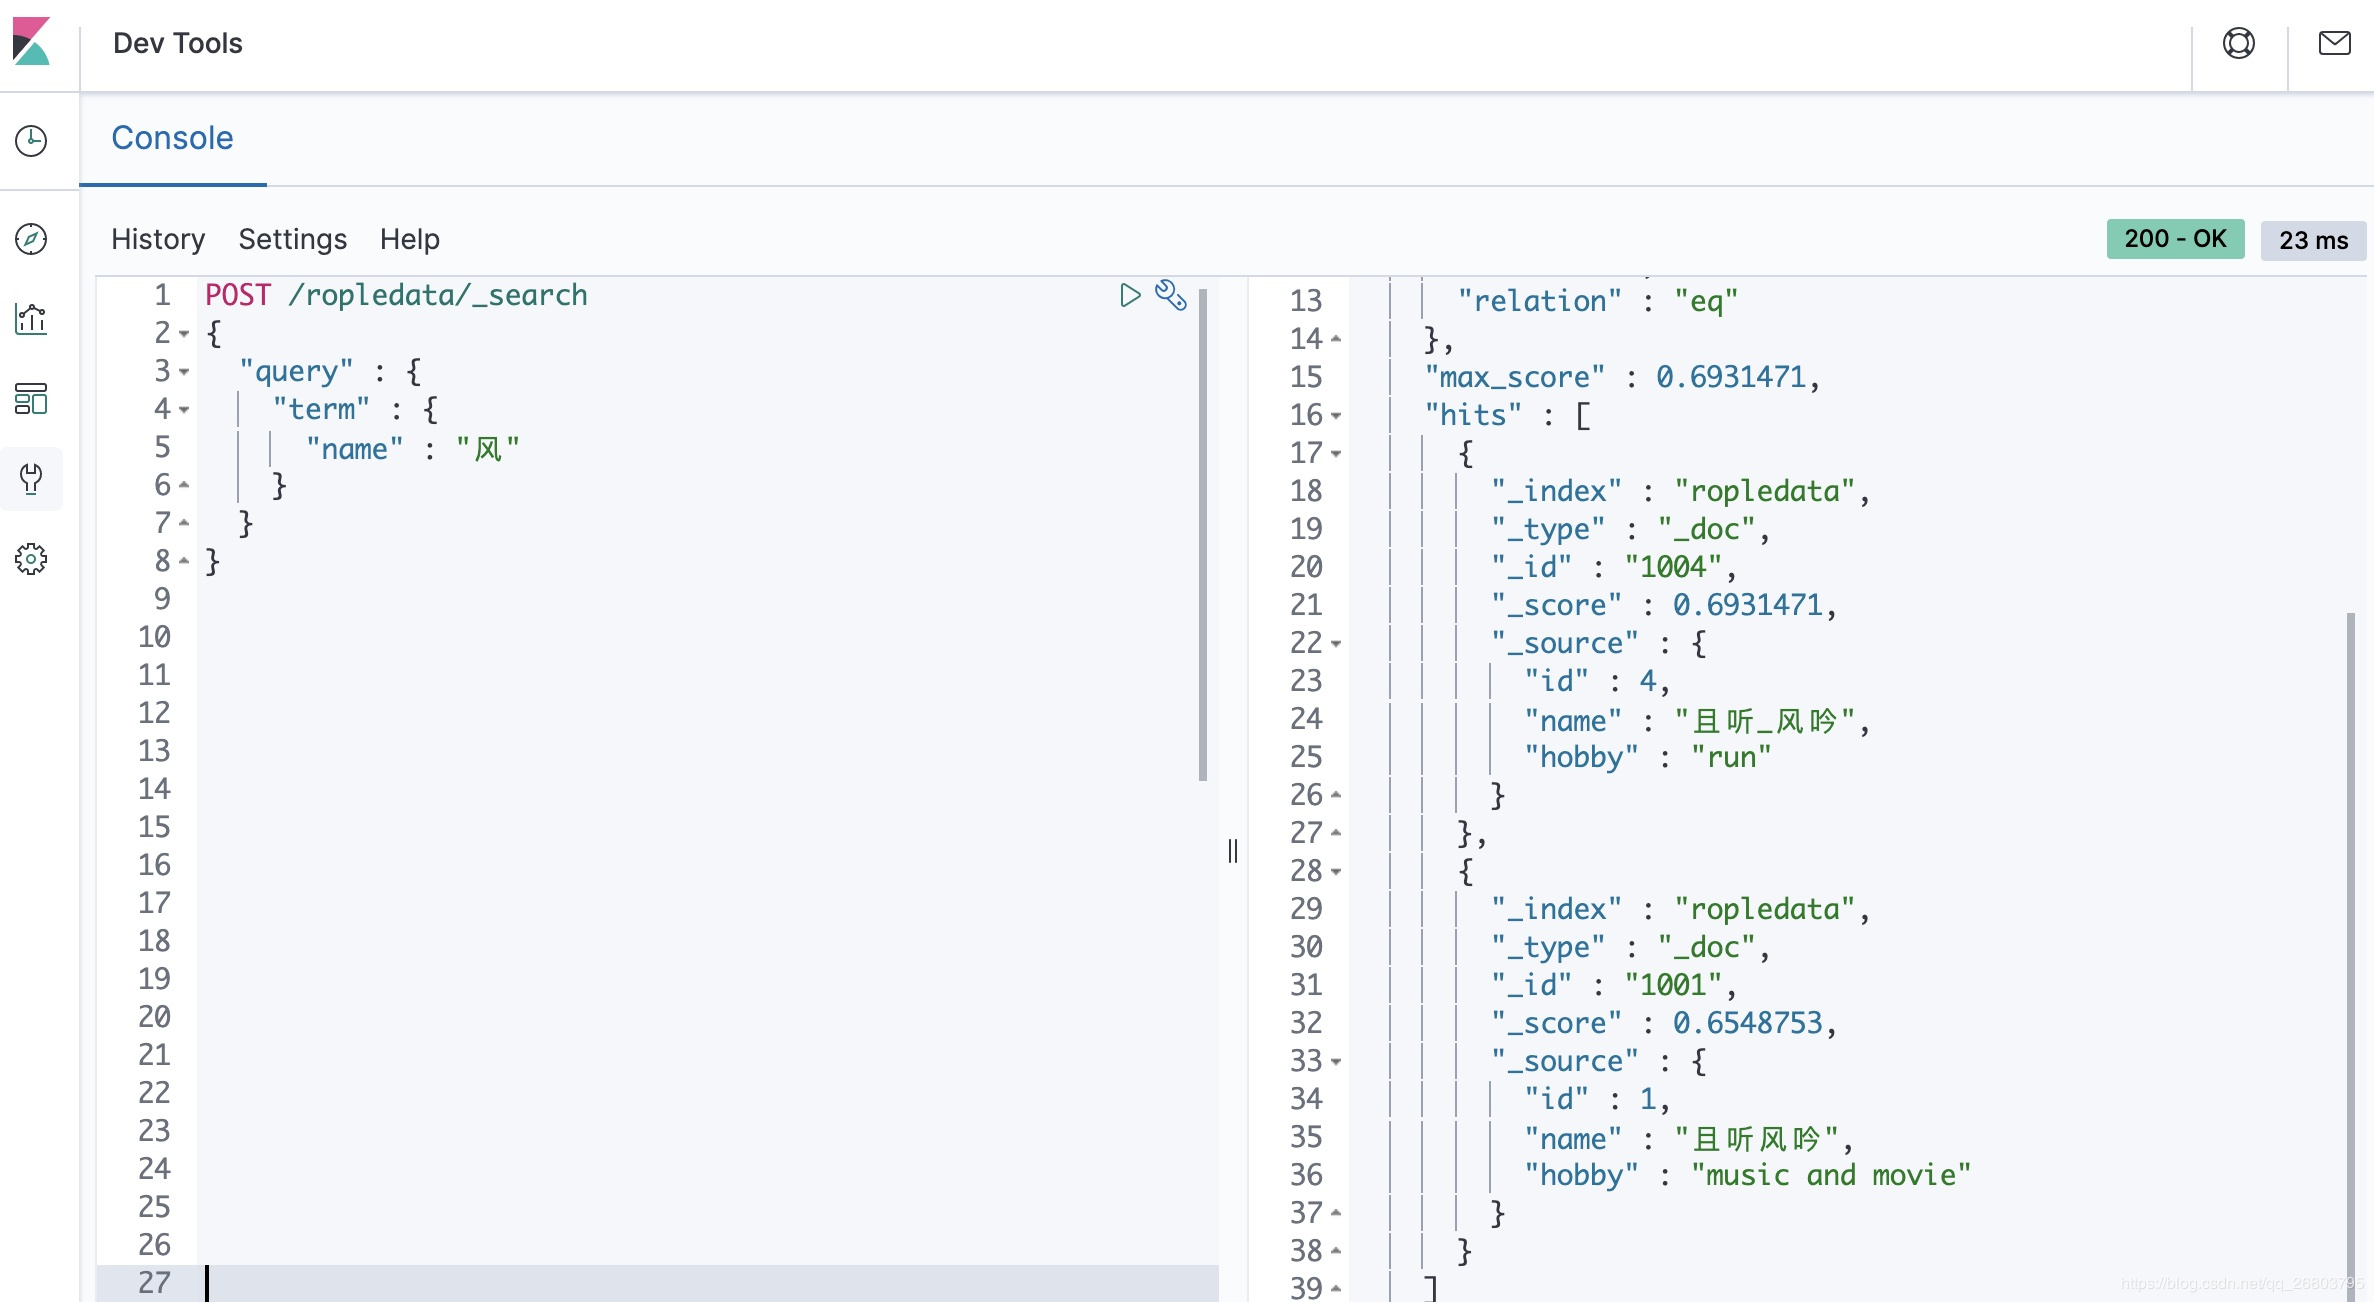 Dev Tools
Console
History Settings Help
200 - OK
23 ms
1 POST /ropledata/_search
2 {
3 "query" : {
4 "term" : {
5 "name" : "风"
6 }
7 }
8 }
9
10
11
12
13
14
15
16
17
18
19
20
21
22
23
24
25
26
27
13 "relation" : "eq"
14 },
15 "max_score" : 0.6931471,
16 "hits" : [
17 {
18 "_index" : "ropledata",
19 "_type" : "_doc",
20 "_id" : "1004",
21 "_score" : 0.6931471,
22 "_source" : {
23 "id" : 4,
24 "name" : "且听_风吟",
25 "hobby" : "run"
26 }
27 },
28 {
29 "_index" : "ropledata",
30 "_type" : "_doc",
31 "_id" : "1001",
32 "_score" : 0.6548753,
33 "_source" : {
34 "id" : 1,
35 "name" : "且听风吟",
36 "hobby" : "music and movie"
37 }
38 }
39 ]
https://blog.csdn.net/qq_26803795